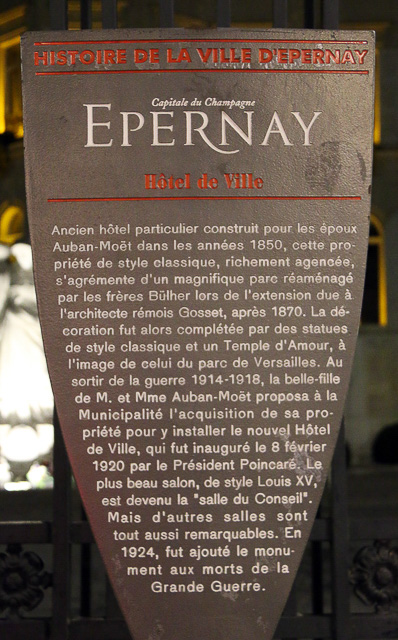 HISTOIRE DE LA VILLE D'EPERNAY
Capitale du Champagne
EPERNAY
Hôtel de Ville
Ancien hôtel particulier construit pour les époux
Auban-Moët dans les années 1850, cette pro-
priété de style classique, richement agencée,
s'agrémente d'un magnifique parc réaménagé
par les frères Bülher lors de l'extension due à
l'architecte rémois Gosset, après 1870. La dé-
coration fut alors complétée par des statues
de style classique et un Temple d'Amour, à
l'image de celui du parc de Versailles. Au
sortir de la guerre 1914-1918, la belle-fille
de M. et Mme Auban-Moët proposa à la
Municipalité l'acquisition de sa pro-
priété pour y installer le nouvel Hôtel
de Ville, qui fut inauguré le 8 février
1920 par le Président Poincaré. Le
plus beau salon, de style Louis XV,
est devenu la "salle du Conseil".
Mais d'autres salles sont
tout aussi remarquables. En
1924, fut ajouté le monu-
ment aux morts de la
Grande Guerre.